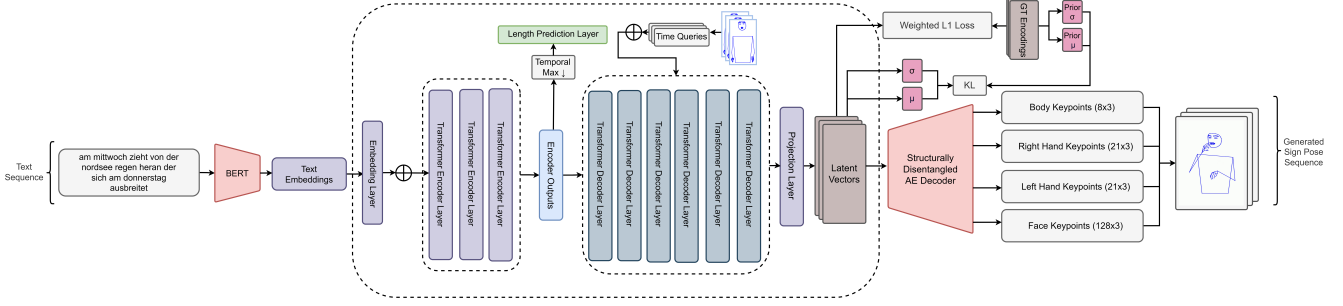 Text
Sequence
am mittwoch zieht von der
nordsee regen heran der
sich am donnerstag
ausbreitet
BERT
Text
Embeddings
Embedding Layer
Transformer Encoder Layer
Transformer Encoder Layer
Transformer Encoder Layer
Length Prediction Layer
Temporal
Max ↓
Encoder Outputs
Time Queries
Transformer Decoder Layer
Transformer Decoder Layer
Transformer Decoder Layer
Transformer Decoder Layer
Transformer Decoder Layer
Transformer Decoder Layer
Projection Layer
Latent
Vectors
Weighted L1 Loss
GT Encodings
Prior
σ
Prior
μ
σ
μ
KL
Structurally
Disentangled
AE Decoder
Body Keypoints (8x3)
Right Hand Keypoints (21x3)
Left Hand Keypoints (21x3)
Face Keypoints (128x3)
Generated
Sign Pose
Sequence